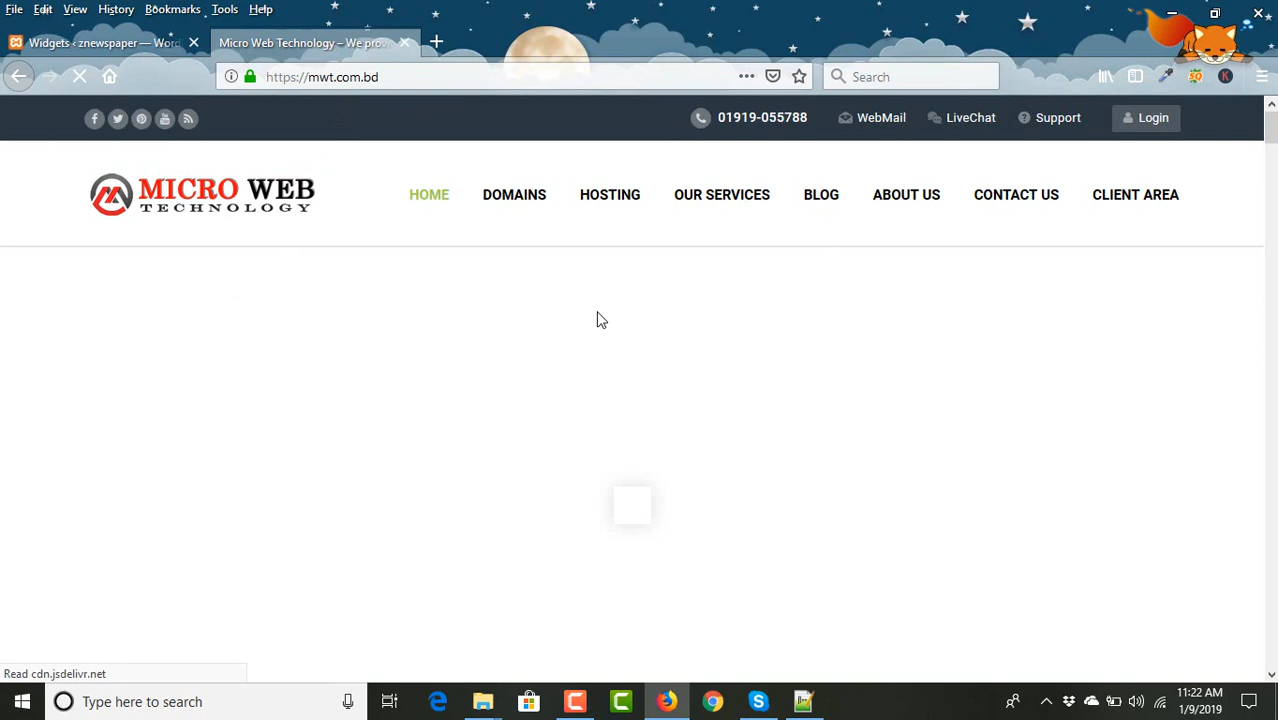 File Edit View History Bookmarks Tools Help
Widgets ‹ znewspaper — Word
Micro Web Technology – We provi
https://mwt.com.bd
Search
01919-055788 WebMail LiveChat Support Login
MICRO WEB
TECHNOLOGY
HOME DOMAINS HOSTING OUR SERVICES BLOG ABOUT US CONTACT US CLIENT AREA
Read cdn.jsdelivr.net
Type here to search
11:22 AM
1/9/2019